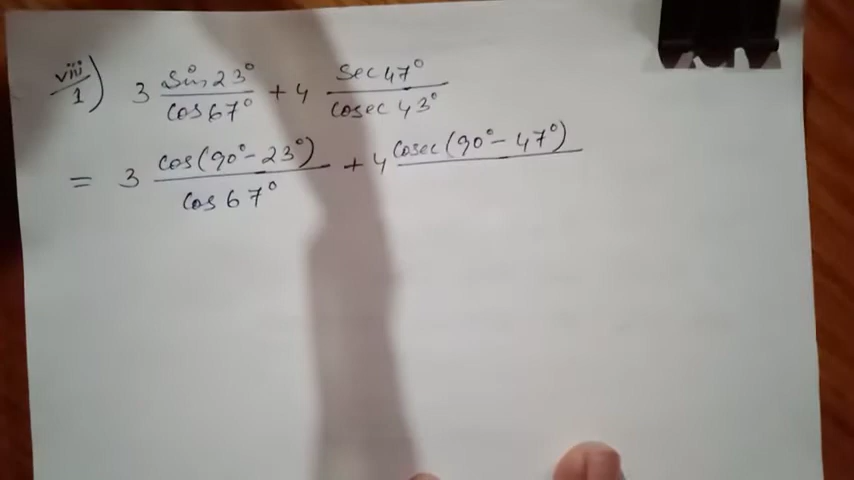 viii/1) 3 sin23°/cos67° + 4 sec47°/cosec43°
= 3 cos(90°-23°)/cos67° + 4 cosec(90°-47°)/